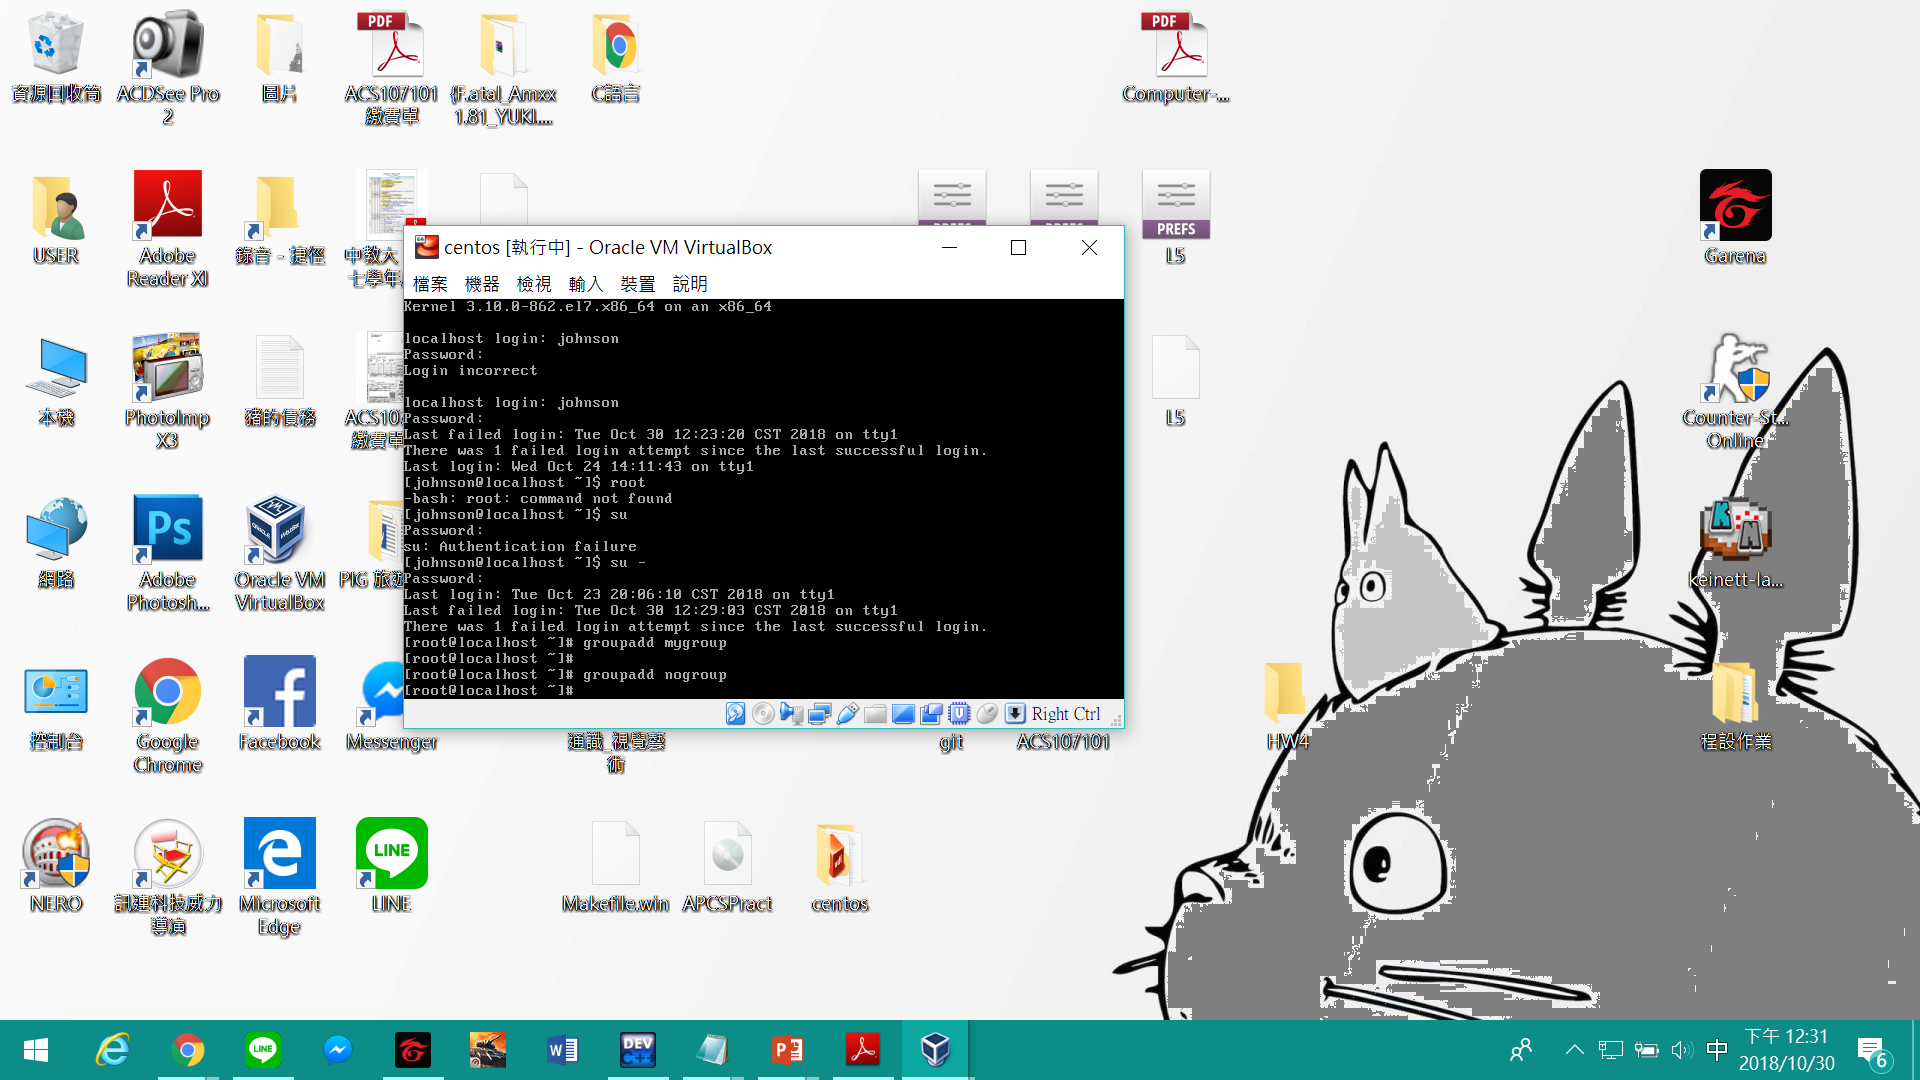 資源回收筒
ACDSee Pro
2
圖片
PDF
ACS107101
繳費單
{F.atal_Amxx
1.81_YUKI....
C語言
PDF
Computer-...
USER
Adobe
Reader XI
錄音 - 捷徑
中教大
七學年
PREFS
L5
Garena
centos [執行中] - Oracle VM VirtualBox
檔案 機器 檢視 輸入 裝置 說明
Kernel 3.10.0-862.el7.x86_64 on an x86_64
localhost login: johnson
Password:
Login incorrect
localhost login: johnson
Password:
Last failed login: Tue Oct 30 12:23:20 CST 2018 on tty1
There was 1 failed login attempt since the last successful login.
Last login: Wed Oct 24 14:11:43 on tty1
[johnson@localhost ~]$ root
-bash: root: command not found
[johnson@localhost ~]$ su
Password:
su: Authentication failure
[johnson@localhost ~]$ su -
Password:
Last login: Tue Oct 23 20:06:10 CST 2018 on tty1
Last failed login: Tue Oct 30 12:29:03 CST 2018 on tty1
There was 1 failed login attempt since the last successful login.
[root@localhost ~]# groupadd mygroup
[root@localhost ~]#
[root@localhost ~]# groupadd nogroup
[root@localhost ~]#
Right Ctrl
本機
PhotoImp
X3
豬的債務
ACS10
繳費單
L5
Counter-St...
Online
網路
Ps
Adobe
Photosh...
Oracle VM
VirtualBox
PIG 旅遊
keinett-la...
控制台
Google
Chrome
Facebook
Messenger
通識_視覺藝
術
git
ACS107101
HW4
程設作業
NERO
訊連科技威力
導演
Microsoft
Edge
LINE
LINE
Makefile.win
APCSPract
centos
LINE
DEV
C++
中
下午 12:31
2018/10/30
6